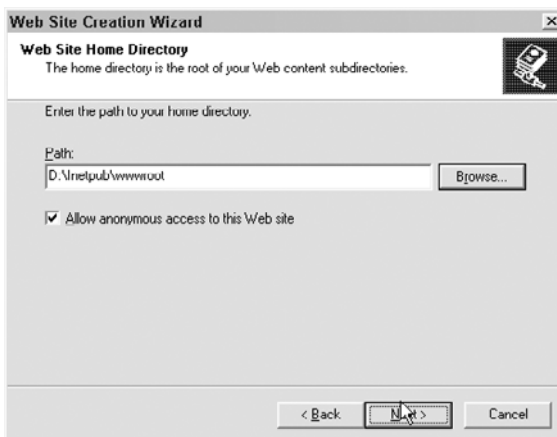 Web Site Creation Wizard
Web Site Home Directory
The home directory is the root of your Web content subdirectories.
Enter the path to your home directory.
Path:
D:\Inetpub\wwwroot
Browse...
Allow anonymous access to this Web site
< Back
Next >
Cancel